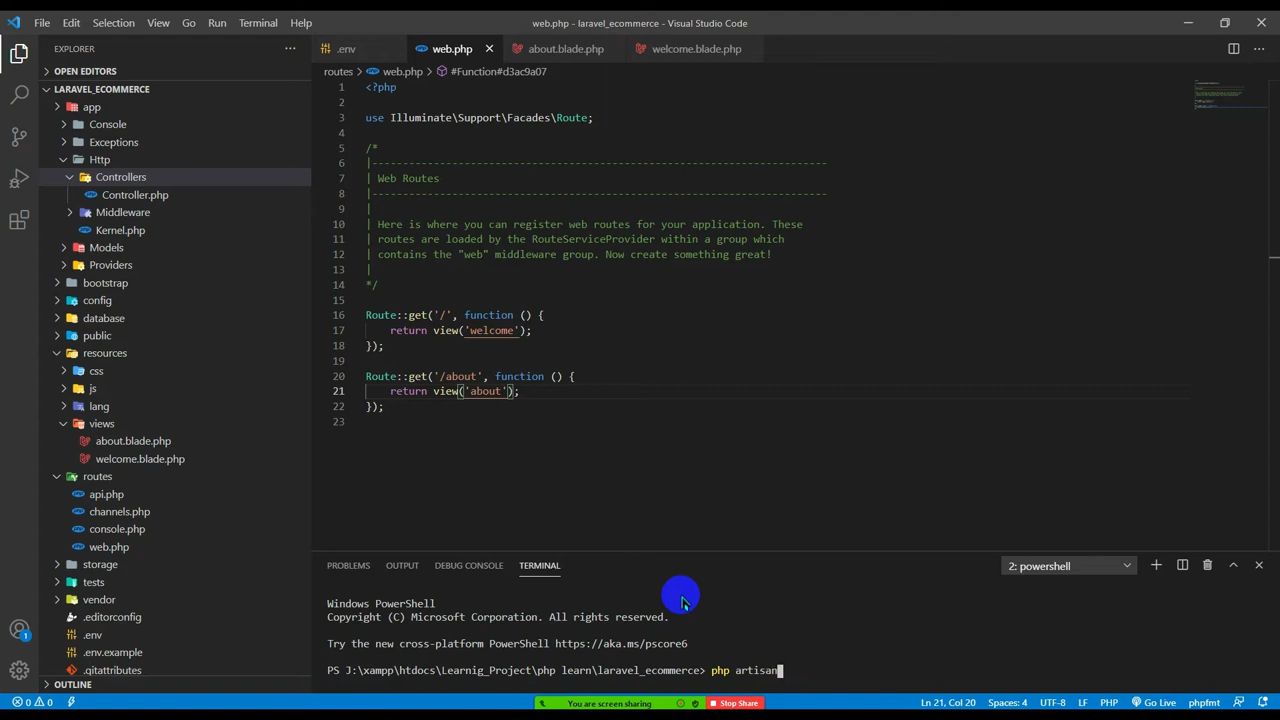 File Edit Selection View Go Run Terminal Help
web.php - laravel_ecommerce - Visual Studio Code
EXPLORER
OPEN EDITORS
LARAVEL_ECOMMERCE
app
Console
Exceptions
Http
Controllers
Controller.php
Middleware
Kernel.php
Models
Providers
bootstrap
config
database
public
resources
css
js
lang
views
about.blade.php
welcome.blade.php
routes
api.php
channels.php
console.php
web.php
storage
tests
vendor
.editorconfig
.env
.env.example
.gitattributes
OUTLINE
.env web.php about.blade.php welcome.blade.php
routes > web.php > #Function#d3ac9a07
1 <?php
2
3 use Illuminate\Support\Facades\Route;
4
5 /*
6 |--------------------------------------------------------------------------
7 | Web Routes
8 |--------------------------------------------------------------------------
9 |
10 | Here is where you can register web routes for your application. These
11 | routes are loaded by the RouteServiceProvider within a group which
12 | contains the "web" middleware group. Now create something great!
13 |
14 */
15
16 Route::get('/', function () {
17 return view('welcome');
18 });
19
20 Route::get('/about', function () {
21 return view('about');
22 });
23
PROBLEMS OUTPUT DEBUG CONSOLE TERMINAL
2: powershell
Windows PowerShell
Copyright (C) Microsoft Corporation. All rights reserved.
Try the new cross-platform PowerShell https://aka.ms/pscore6
PS J:\xampp\htdocs\Learnig_Project\php learn\laravel_ecommerce> php artisan
1
0 0
You are screen sharing Stop Share
Ln 21, Col 20 Spaces: 4 UTF-8 LF PHP Go Live phpfmt